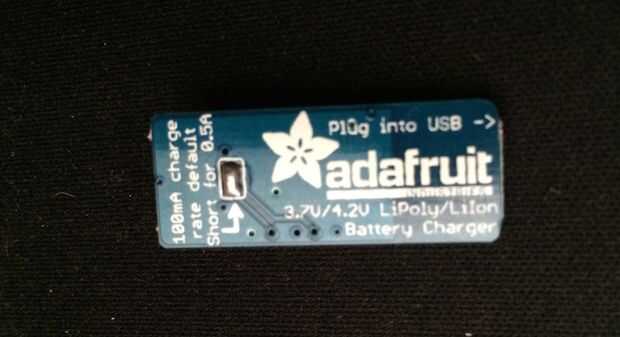 100mA charge
rate default
Short for 0.5A
Plug into USB ->
adafruit
INDUSTRIES
3.7V/4.2V LiPoly/LiIon
Battery Charger